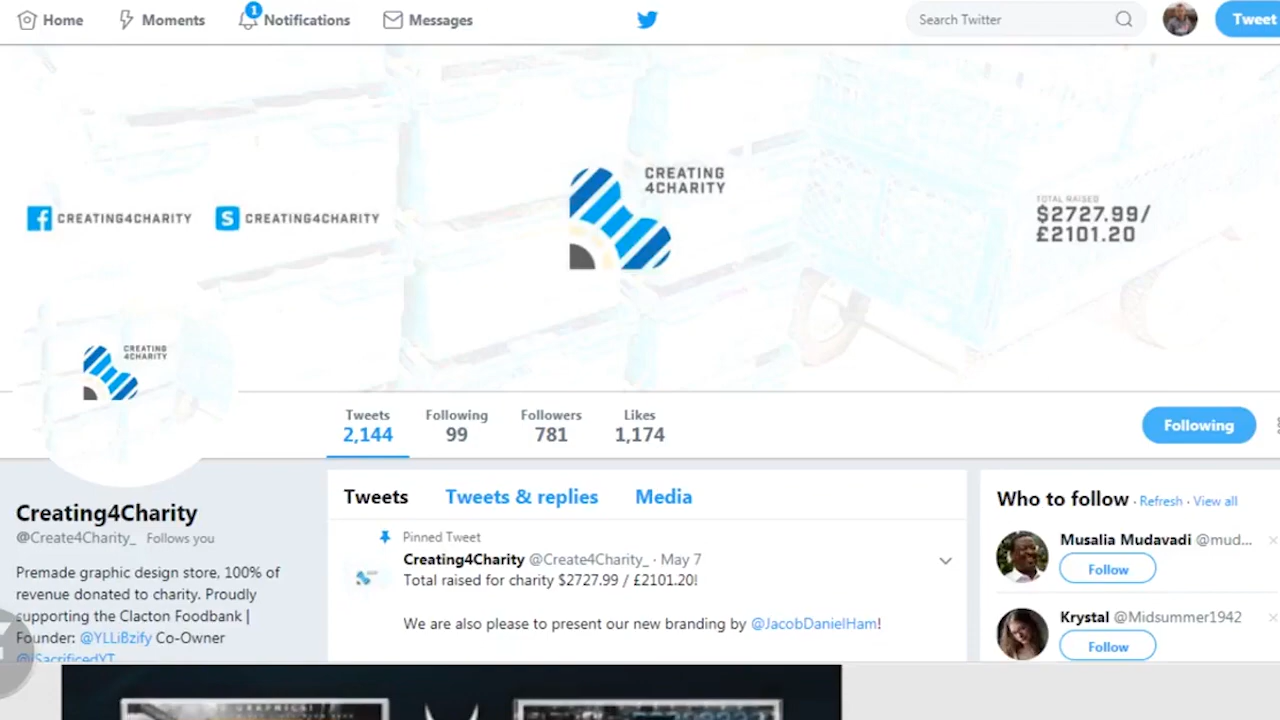 Home
Moments
1
Notifications
Messages
Search Twitter
Tweet
CREATING
4CHARITY
CREATING4CHARITY
CREATING4CHARITY
TOTAL RAISED
$2727.99/
£2101.20
CREATING
4CHARITY
Tweets
2,144
Following
99
Followers
781
Likes
1,174
Following
Creating4Charity
@Create4Charity_ Follows you
Premade graphic design store, 100% of
revenue donated to charity. Proudly
supporting the Clacton Foodbank |
Founder: @YLLiBzify Co-Owner
@iSacrificedYT
Tweets
Tweets & replies
Media
Pinned Tweet
Creating4Charity @Create4Charity_ · May 7
Total raised for charity $2727.99 / £2101.20!
We are also please to present our new branding by @JacobDanielHam!
Who to follow · Refresh · View all
Musalia Mudavadi @mud...
Follow
Krystal @Midsummer1942
Follow